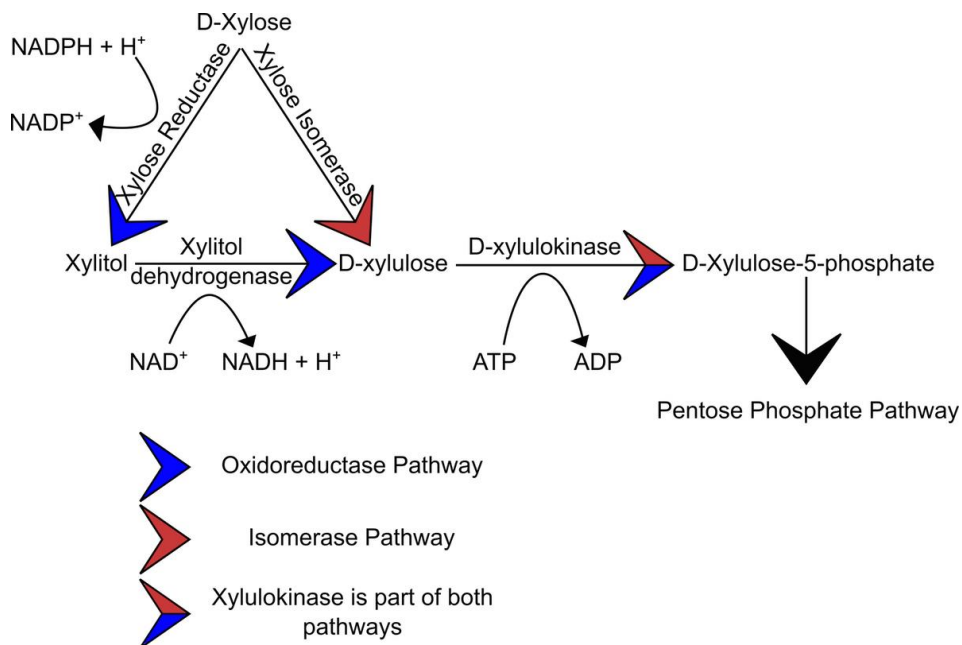 D-Xylose
NADPH + H⁺
NADP⁺
Xylose Reductase
Xylose Isomerase
Xylitol
Xylitol
dehydrogenase
D-xylulose
D-xylulokinase
D-Xylulose-5-phosphate
NAD⁺
NADH + H⁺
ATP
ADP
Pentose Phosphate Pathway
Oxidoreductase Pathway
Isomerase Pathway
Xylulokinase is part of both
pathways